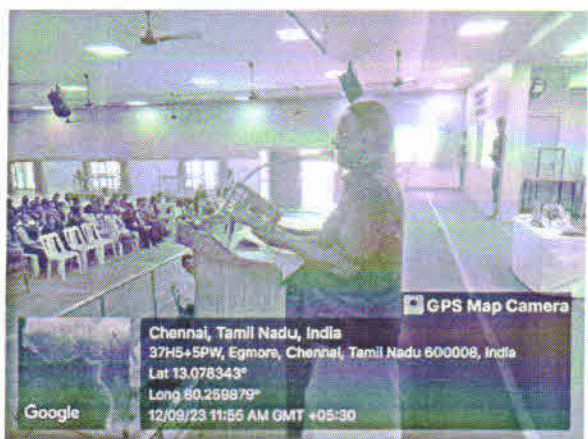 GPS Map Camera
Chennai, Tamil Nadu, India
37H5+5PW, Egmore, Chennai, Tamil Nadu 600008, India
Lat 13.078343°
Long 80.259879°
12/09/23 11:55 AM GMT +05:30
Google